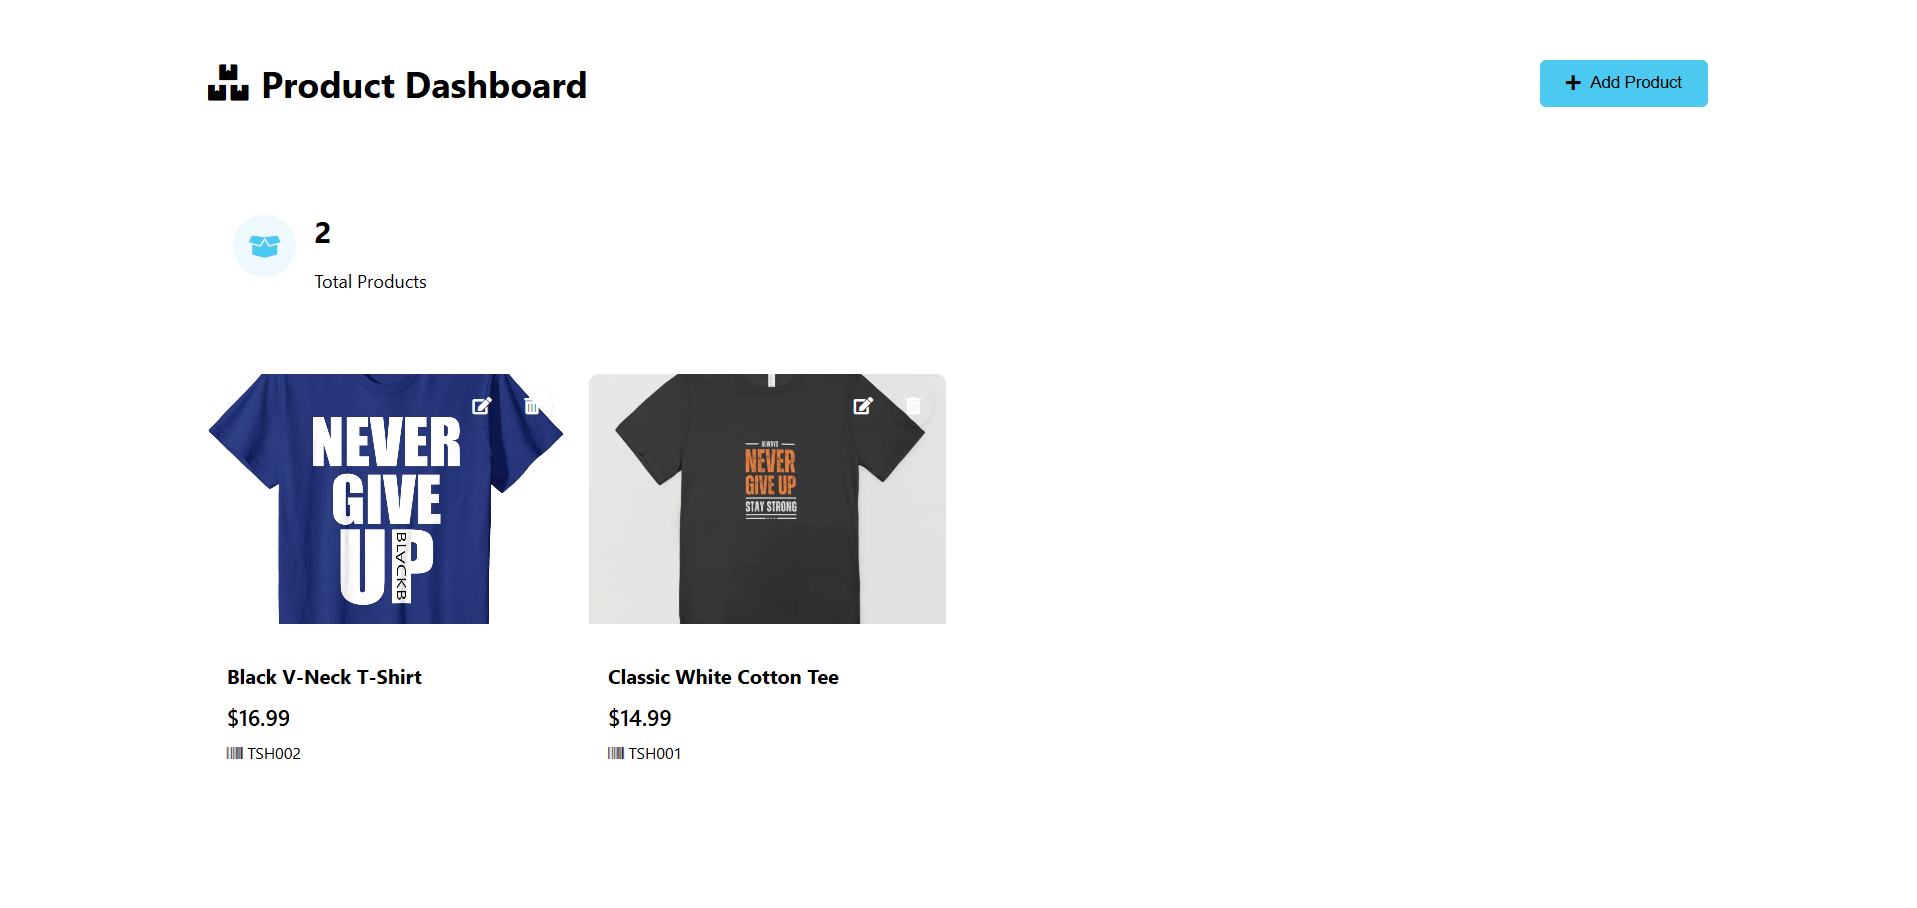 Product Dashboard
Add Product
2
Total Products
NEVER
GIVE
UP
BLVCKB
ALWAYS
NEVER
GIVE UP
STAY STRONG
Black V-Neck T-Shirt
$16.99
TSH002
Classic White Cotton Tee
$14.99
TSH001